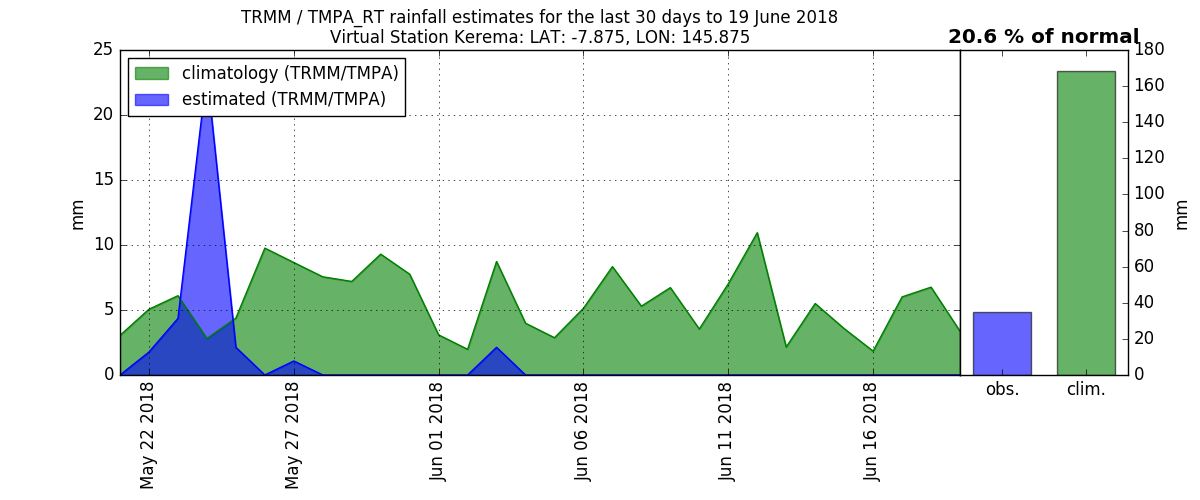 TRMM / TMPA_RT rainfall estimates for the last 30 days to 19 June 2018
Virtual Station Kerema: LAT: -7.875, LON: 145.875
20.6 % of normal
climatology (TRMM/TMPA)
estimated (TRMM/TMPA)
25
20
15
10
5
0
mm
May 22 2018
May 27 2018
Jun 01 2018
Jun 06 2018
Jun 11 2018
Jun 16 2018
obs.
clim.
180
160
140
120
100
80
60
40
20
0
mm